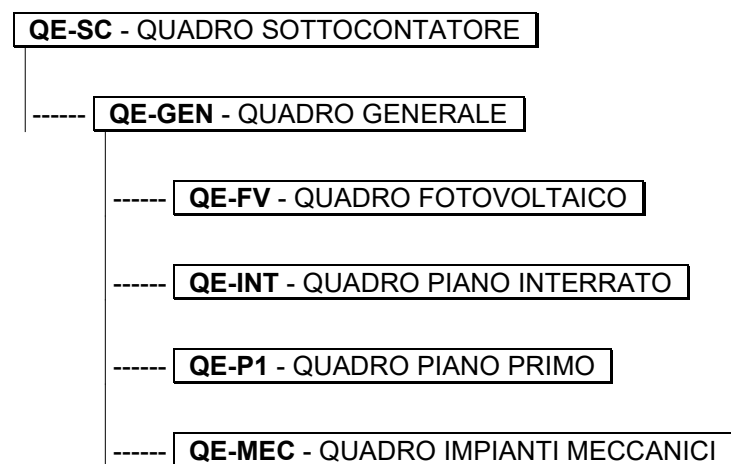 QE-SC - QUADRO SOTTOCONTATORE
------ QE-GEN - QUADRO GENERALE
------ QE-FV - QUADRO FOTOVOLTAICO
------ QE-INT - QUADRO PIANO INTERRATO
------ QE-P1 - QUADRO PIANO PRIMO
------ QE-MEC - QUADRO IMPIANTI MECCANICI